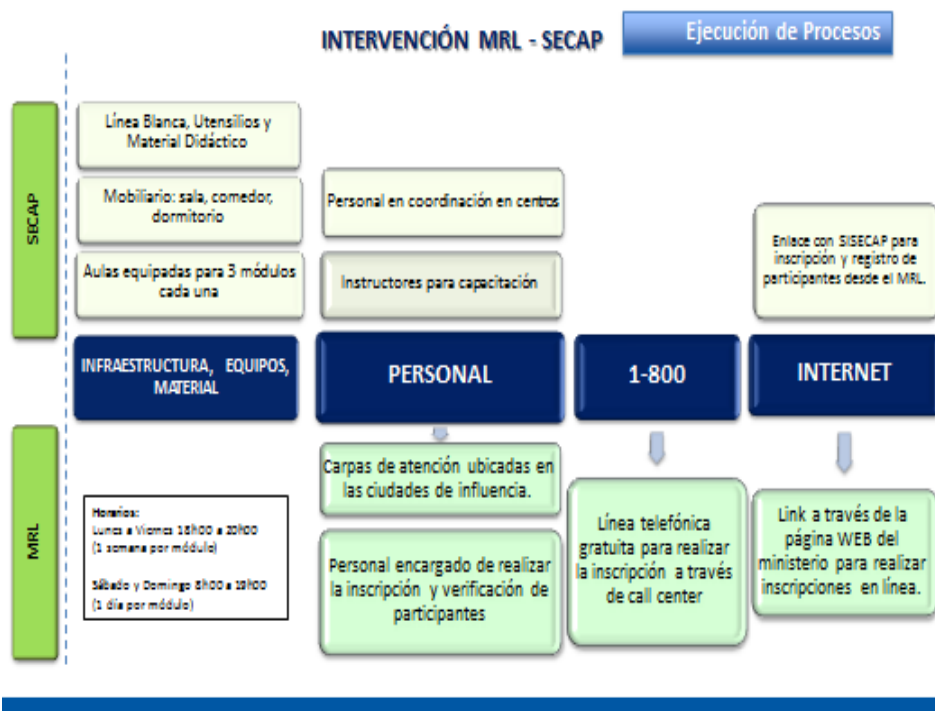 INTERVENCIÓN MRL - SECAP
Ejecución de Procesos
SECAP
Línea Blanca, Utensilios y
Material Didáctico
Mobiliario: sala, comedor,
dormitorio
Aulas equipadas para 3 módulos
cada una
Personal en coordinación en centros
Instructores para capacitación
Enlace con SISECAP para
inscripción y registro de
participantes desde el MRL.
INFRAESTRUCTURA, EQUIPOS,
MATERIAL
PERSONAL
1-800
INTERNET
MRL
Horarios:
Lunes a Viernes 18h00 a 20h00
(1 semana por módulo)
Sábado y Domingo 8h00 a 19h00
(1 día por módulo)
Carpas de atención ubicadas en
las ciudades de influencia.
Personal encargado de realizar
la inscripción y verificación de
participantes
Línea telefónica
gratuita para realizar
la inscripción a través
de call center
Link a través de la
página WEB del
ministerio para realizar
inscripciones en línea.